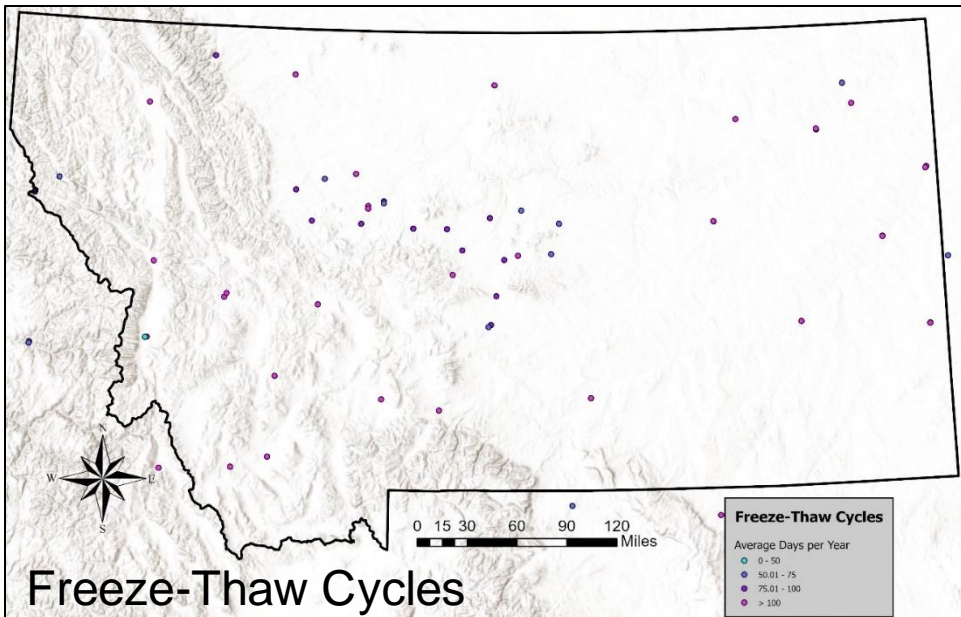 N
W
E
S
0 15 30 60 90 120
Miles
Freeze-Thaw Cycles
Freeze-Thaw Cycles
Average Days per Year
0 - 50
50.01 - 75
75.01 - 100
> 100